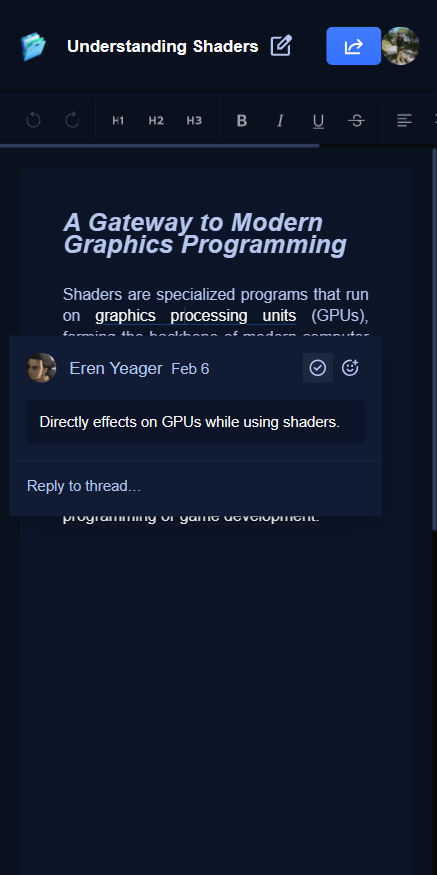 Understanding Shaders
H1 H2 H3 B I U S
A Gateway to Modern
Graphics Programming
Shaders are specialized programs that run
on graphics processing units (GPUs),
forming the backbone of modern computer
Eren Yeager Feb 6
Directly effects on GPUs while using shaders.
Reply to thread…
programming or game development.